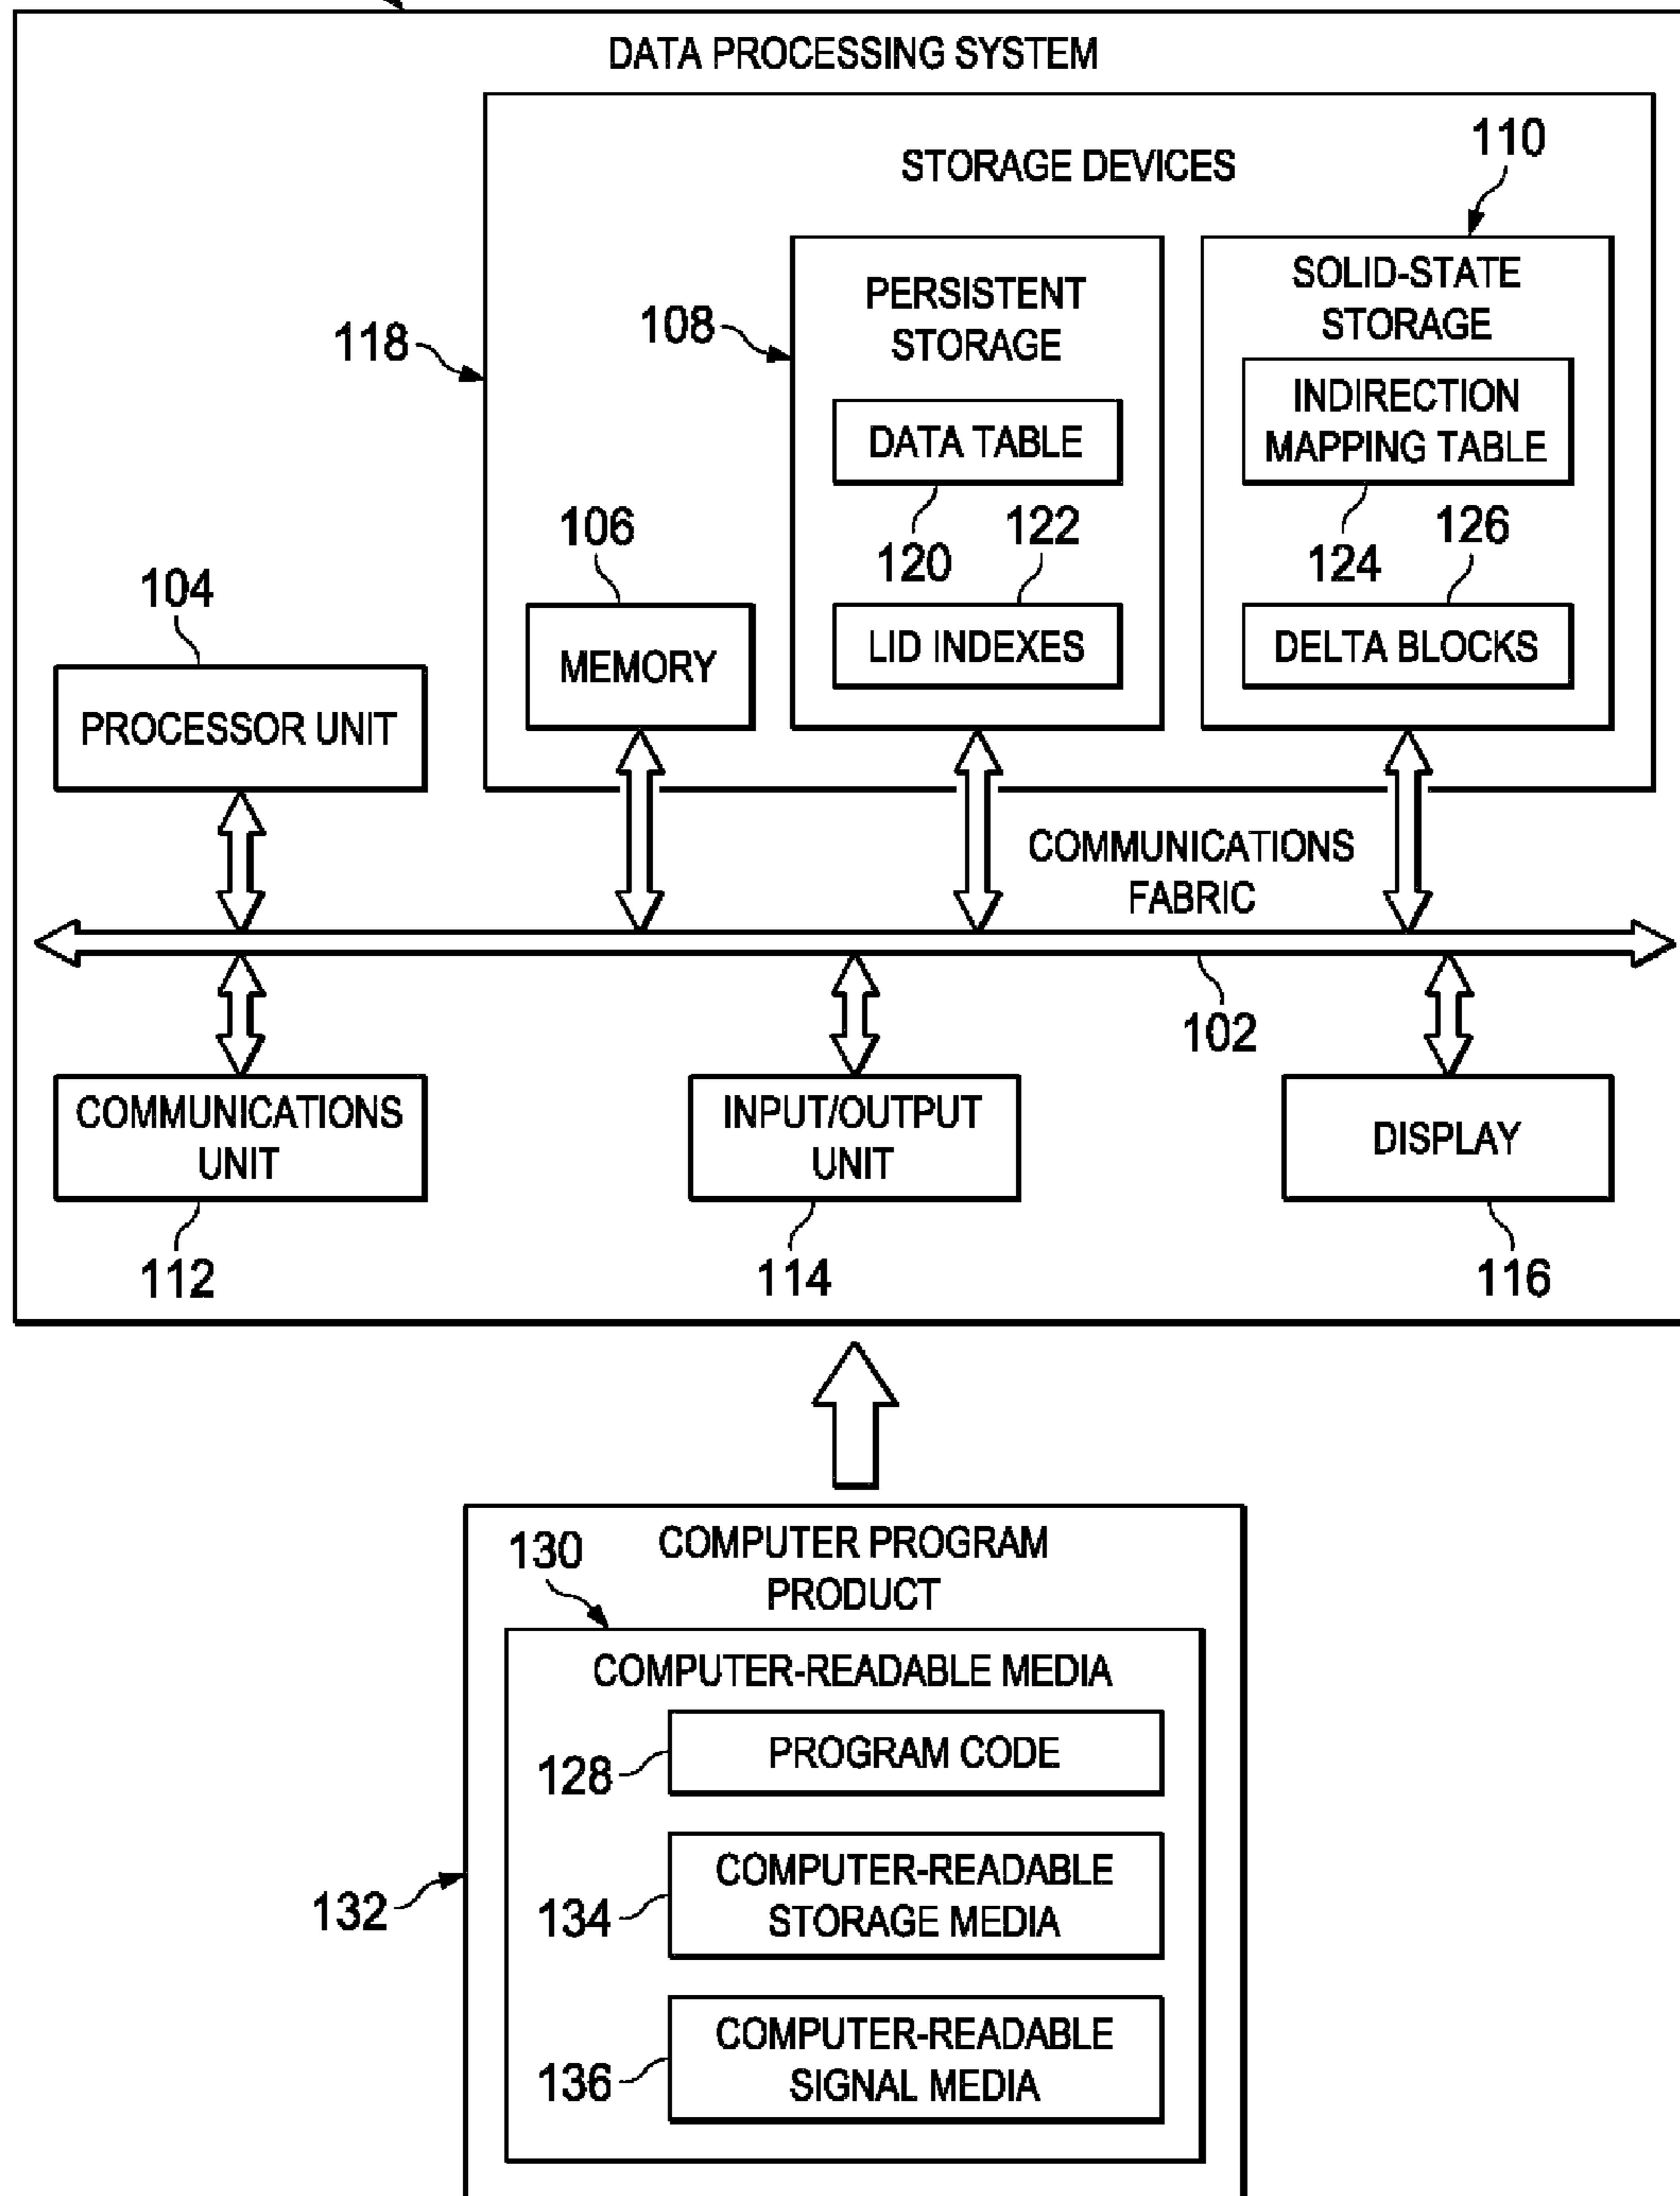 DATA PROCESSING SYSTEM
STORAGE DEVICES
110
118
108
PERSISTENT
STORAGE
SOLID-STATE
STORAGE
DATA TABLE
INDIRECTION
MAPPING TABLE
120
122
124
126
106
104
MEMORY
LID INDEXES
DELTA BLOCKS
PROCESSOR UNIT
COMMUNICATIONS
FABRIC
102
COMMUNICATIONS
UNIT
INPUT/OUTPUT
UNIT
DISPLAY
112
114
116
COMPUTER PROGRAM
PRODUCT
130
COMPUTER-READABLE MEDIA
128
PROGRAM CODE
132
134
COMPUTER-READABLE
STORAGE MEDIA
136
COMPUTER-READABLE
SIGNAL MEDIA